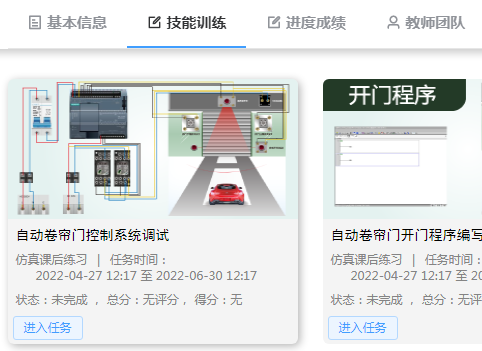 基本信息
技能训练
进度成绩
教师团队
开门程序
自动卷帘门控制系统调试
仿真课后练习 | 任务时间：
2022-04-27 12:17 至 2022-06-30 12:17
状态：未完成 ，总分：无评分 ，得分：无
进入任务
自动卷帘门开门程序编写
仿真课后练习 | 任务时间：
2022-04-27 12:17 至 20
状态：未完成 ，总分：无评分
进入任务